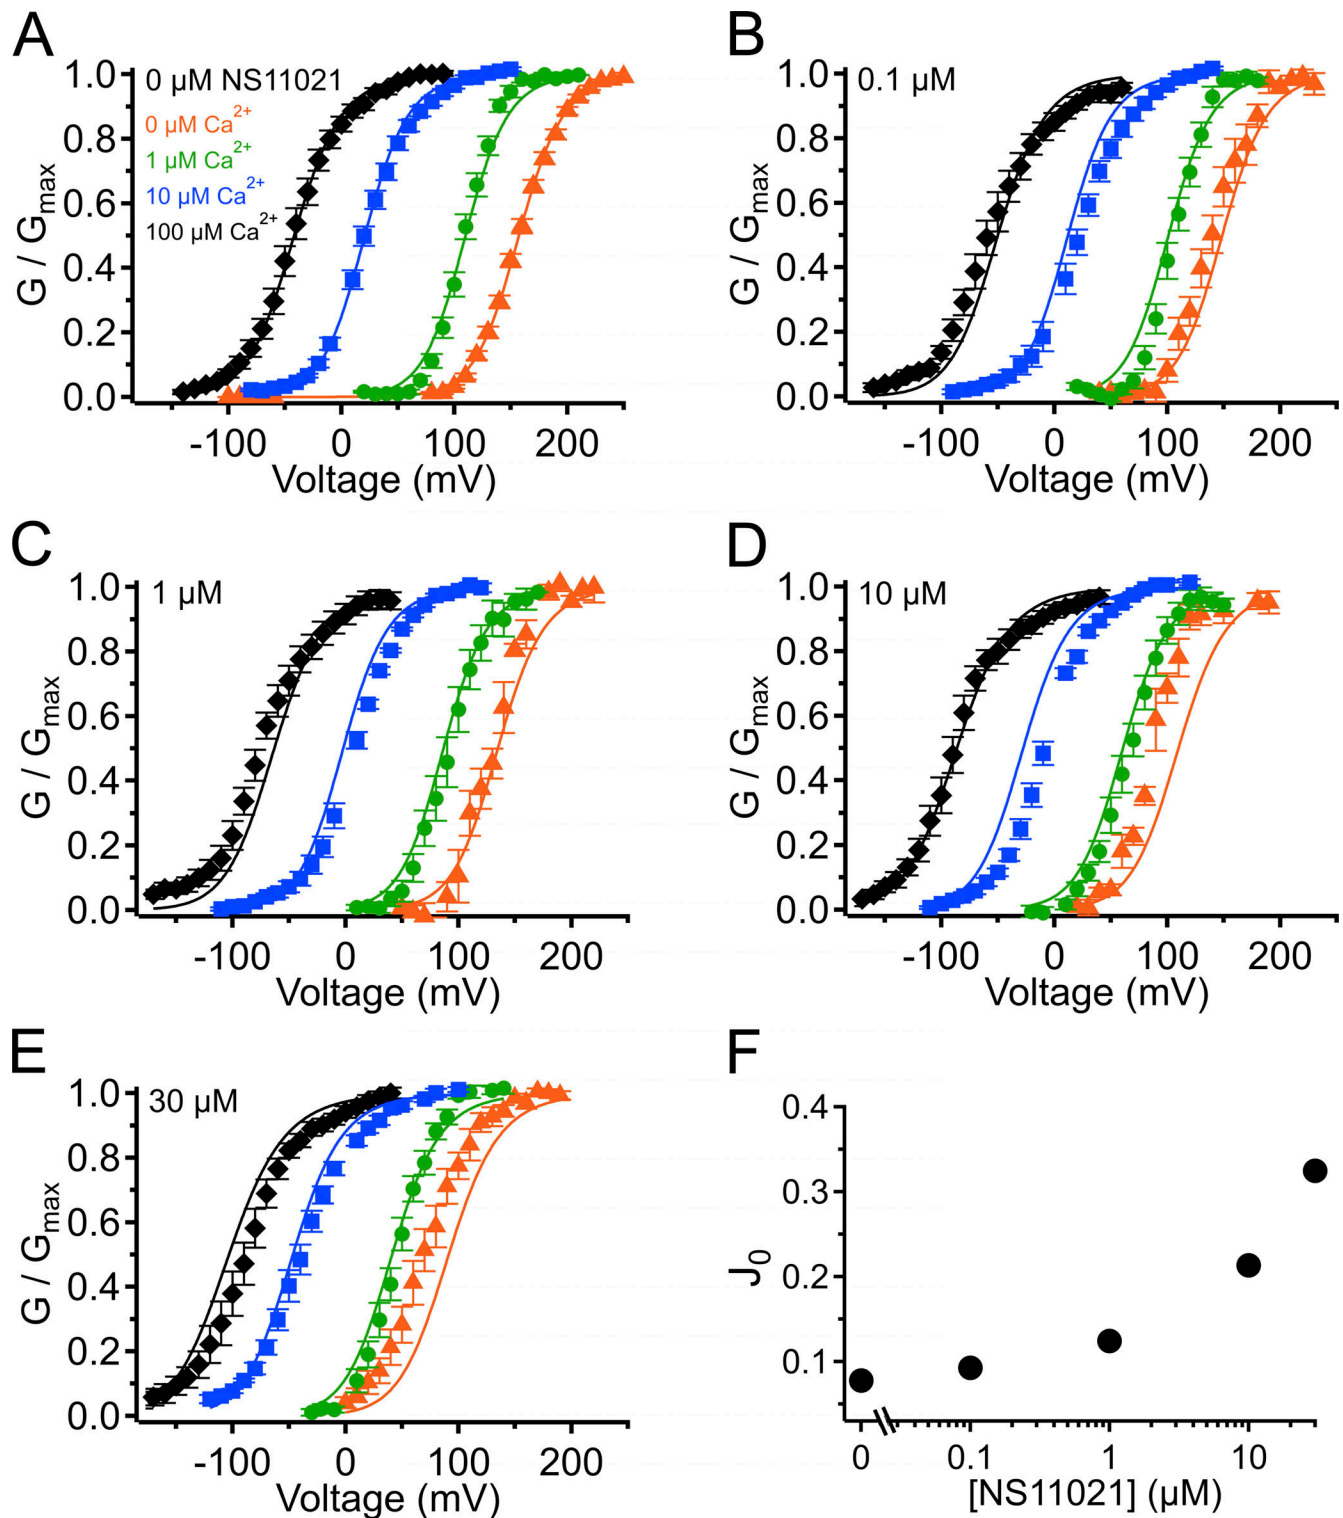 A
0 µM NS11021
0 µM Ca²⁺
1 µM Ca²⁺
10 µM Ca²⁺
100 µM Ca²⁺
1.0
0.8
0.6
0.4
0.2
0.0
G / Gmax
-100 0 100 200
Voltage (mV)
B
0.1 µM
1.0
0.8
0.6
0.4
0.2
0.0
G / Gmax
-100 0 100 200
Voltage (mV)
C
1 µM
1.0
0.8
0.6
0.4
0.2
0.0
G / Gmax
-100 0 100 200
Voltage (mV)
D
10 µM
1.0
0.8
0.6
0.4
0.2
0.0
G / Gmax
-100 0 100 200
Voltage (mV)
E
30 µM
1.0
0.8
0.6
0.4
0.2
0.0
G / Gmax
-100 0 100 200
Voltage (mV)
F
0.4
0.3
0.2
0.1
J₀
0 0.1 1 10
[NS11021] (µM)